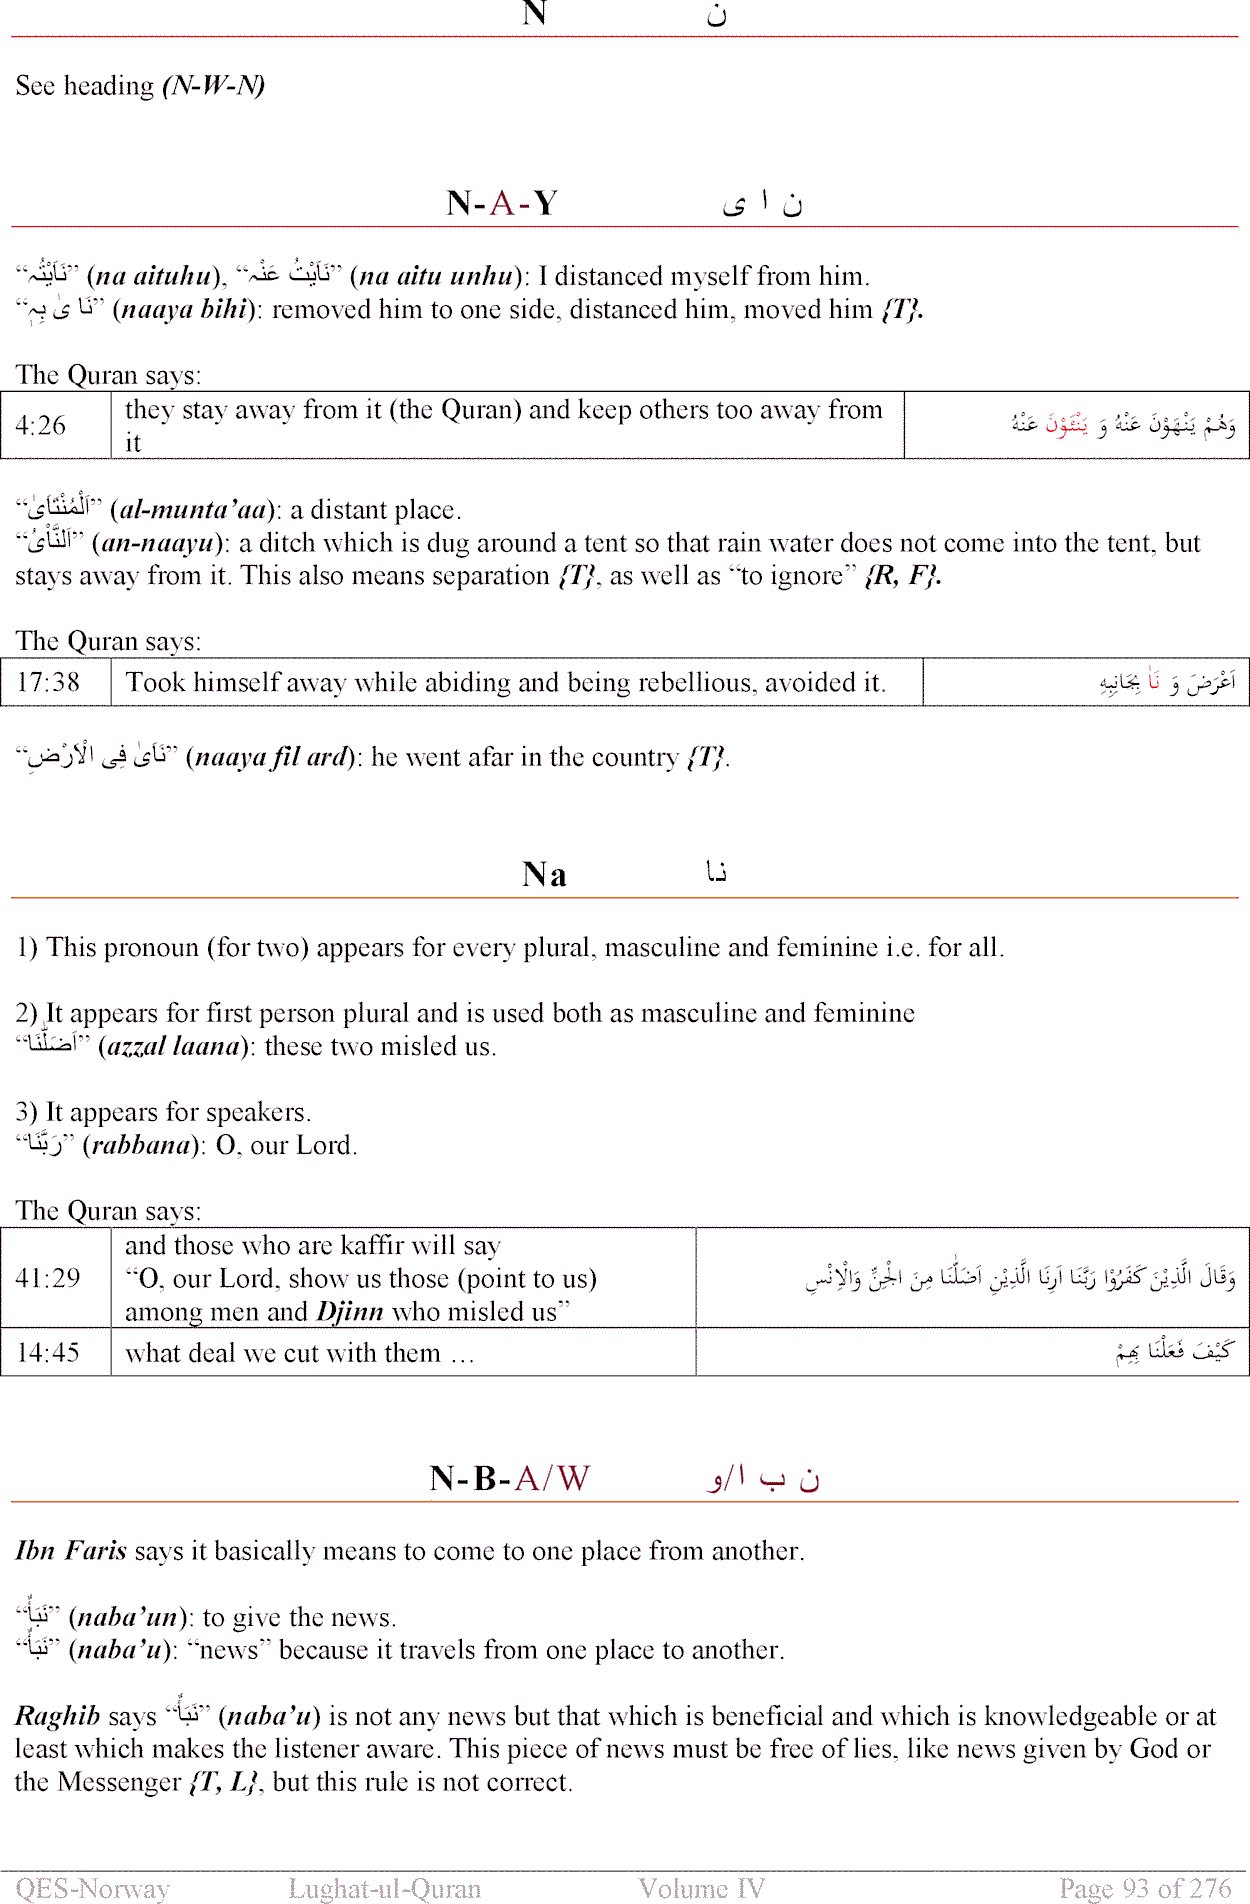 N ن
See heading (N-W-N)
N-A-Y ن ا ی
“نَاَیْتُہٗ” (na aituhu), “نَاَیْتُ عَنْہٗ” (na aitu unhu): I distanced myself from him.
“نَا یٰ بِہٖ” (naaya bihi): removed him to one side, distanced him, moved him {T}.
The Quran says:
4:26 they stay away from it (the Quran) and keep others too away from it وَهُمْ يَنْهَوْنَ عَنْهُ وَ يَنْئَوْنَ عَنْهُ
“اَلْمُنْتَاَیٰ” (al-munta’aa): a distant place.
“اَلنَّاْیُ” (an-naayu): a ditch which is dug around a tent so that rain water does not come into the tent, but
stays away from it. This also means separation {T}, as well as “to ignore” {R, F}.
The Quran says:
17:38 Took himself away while abiding and being rebellious, avoided it. اَعْرَضَ وَ نَاٰ بِجَانِبِهِ
“نَاَیٰ فِی الْاَرْضِ” (naaya fil ard): he went afar in the country {T}.
Na نا
1) This pronoun (for two) appears for every plural, masculine and feminine i.e. for all.
2) It appears for first person plural and is used both as masculine and feminine
“اَضَلّٰنَا” (azzal laana): these two misled us.
3) It appears for speakers.
“رَبَّنَا” (rabbana): O, our Lord.
The Quran says:
41:29 and those who are kaffir will say
“O, our Lord, show us those (point to us)
among men and Djinn who misled us” وَقَالَ الَّذِيْنَ كَفَرُوْا رَبَّنَا اَرِنَا الَّذِيْنِ اَضَلّٰنَا مِنَ الْجِنِّ وَالْاِنْسِ
14:45 what deal we cut with them … كَيْفَ فَعَلْنَا بِهِمْ
N-B-A/W ن ب ا/و
Ibn Faris says it basically means to come to one place from another.
“نَبَأٌ” (naba’un): to give the news.
“نَبَأٌ” (naba’u): “news” because it travels from one place to another.
Raghib says “نَبَأٌ” (naba’u) is not any news but that which is beneficial and which is knowledgeable or at
least which makes the listener aware. This piece of news must be free of lies, like news given by God or
the Messenger {T, L}, but this rule is not correct.
QES-Norway Lughat-ul-Quran Volume IV Page 93 of 276